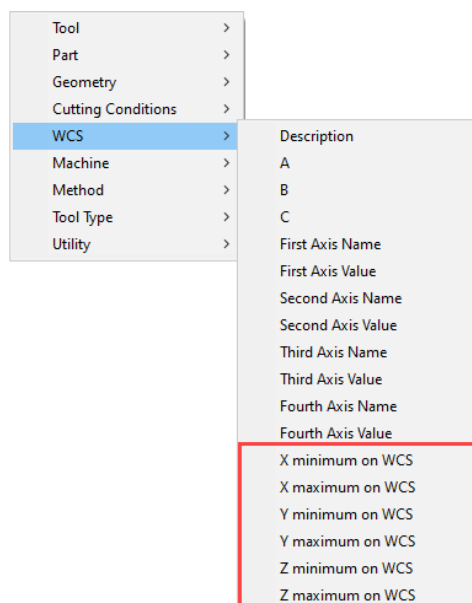 Tool
Part
Geometry
Cutting Conditions
WCS
Machine
Method
Tool Type
Utility
Description
A
B
C
First Axis Name
First Axis Value
Second Axis Name
Second Axis Value
Third Axis Name
Third Axis Value
Fourth Axis Name
Fourth Axis Value
X minimum on WCS
X maximum on WCS
Y minimum on WCS
Y maximum on WCS
Z minimum on WCS
Z maximum on WCS